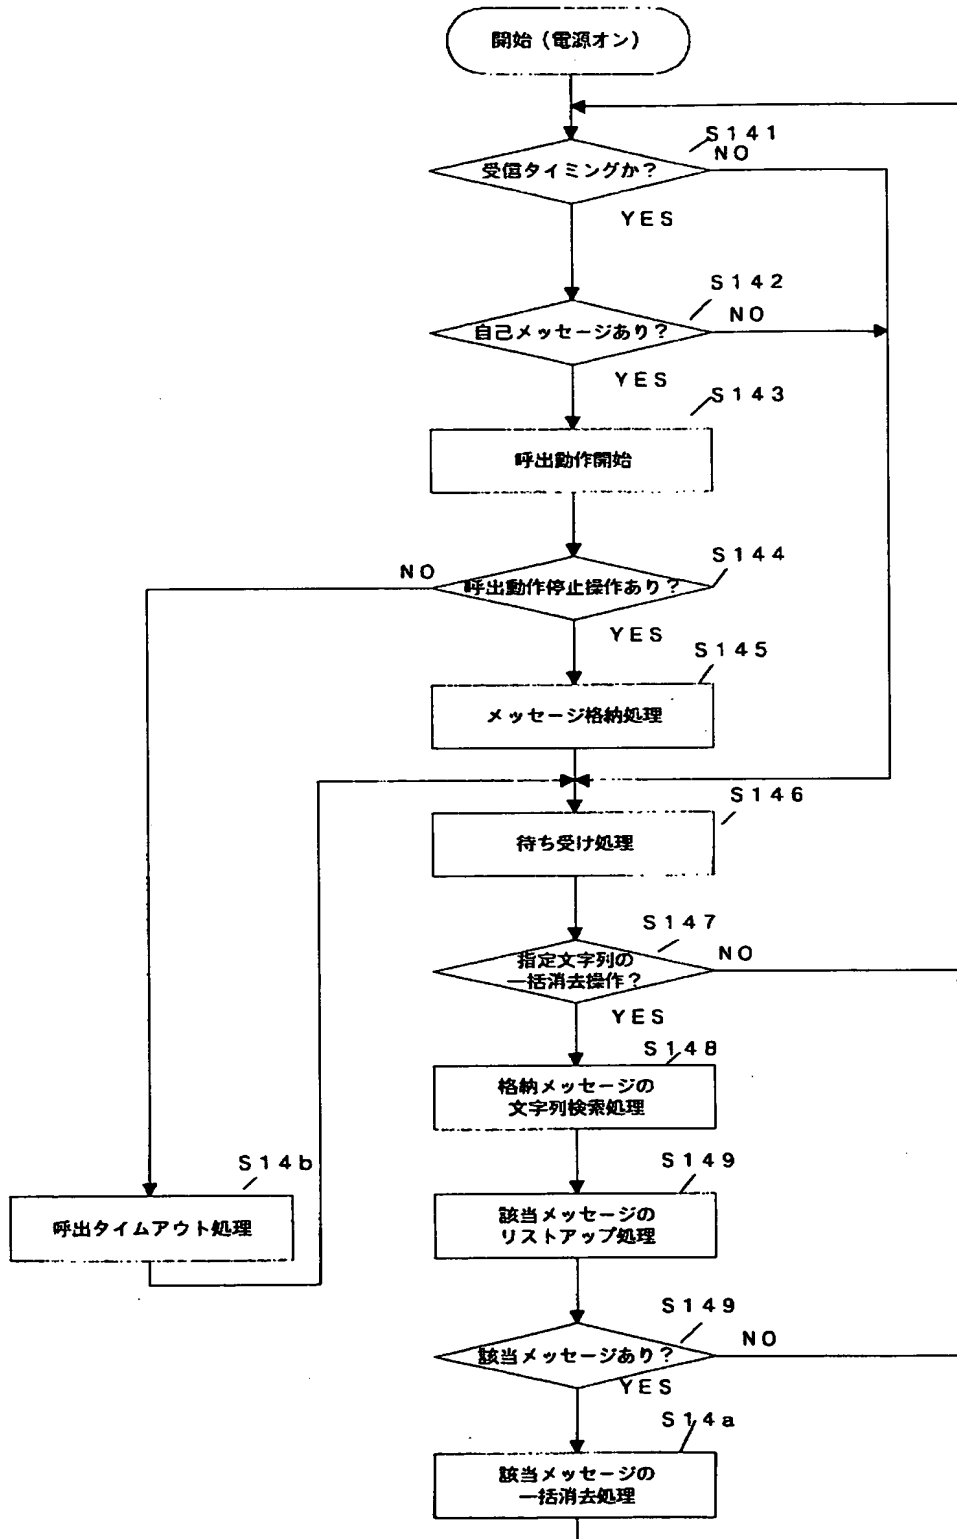 開始（電源オン）
S141
受信タイミングか？
NO
YES
S142
自己メッセージあり？
NO
YES
S143
呼出動作開始
S144
NO
呼出動作停止操作あり？
YES
S145
メッセージ格納処理
S146
待ち受け処理
S147
指定文字列の
一括消去操作？
NO
YES
S148
格納メッセージの
文字列検索処理
S149
該当メッセージの
リストアップ処理
S14b
呼出タイムアウト処理
S149
該当メッセージあり？
NO
YES
S14a
該当メッセージの
一括消去処理